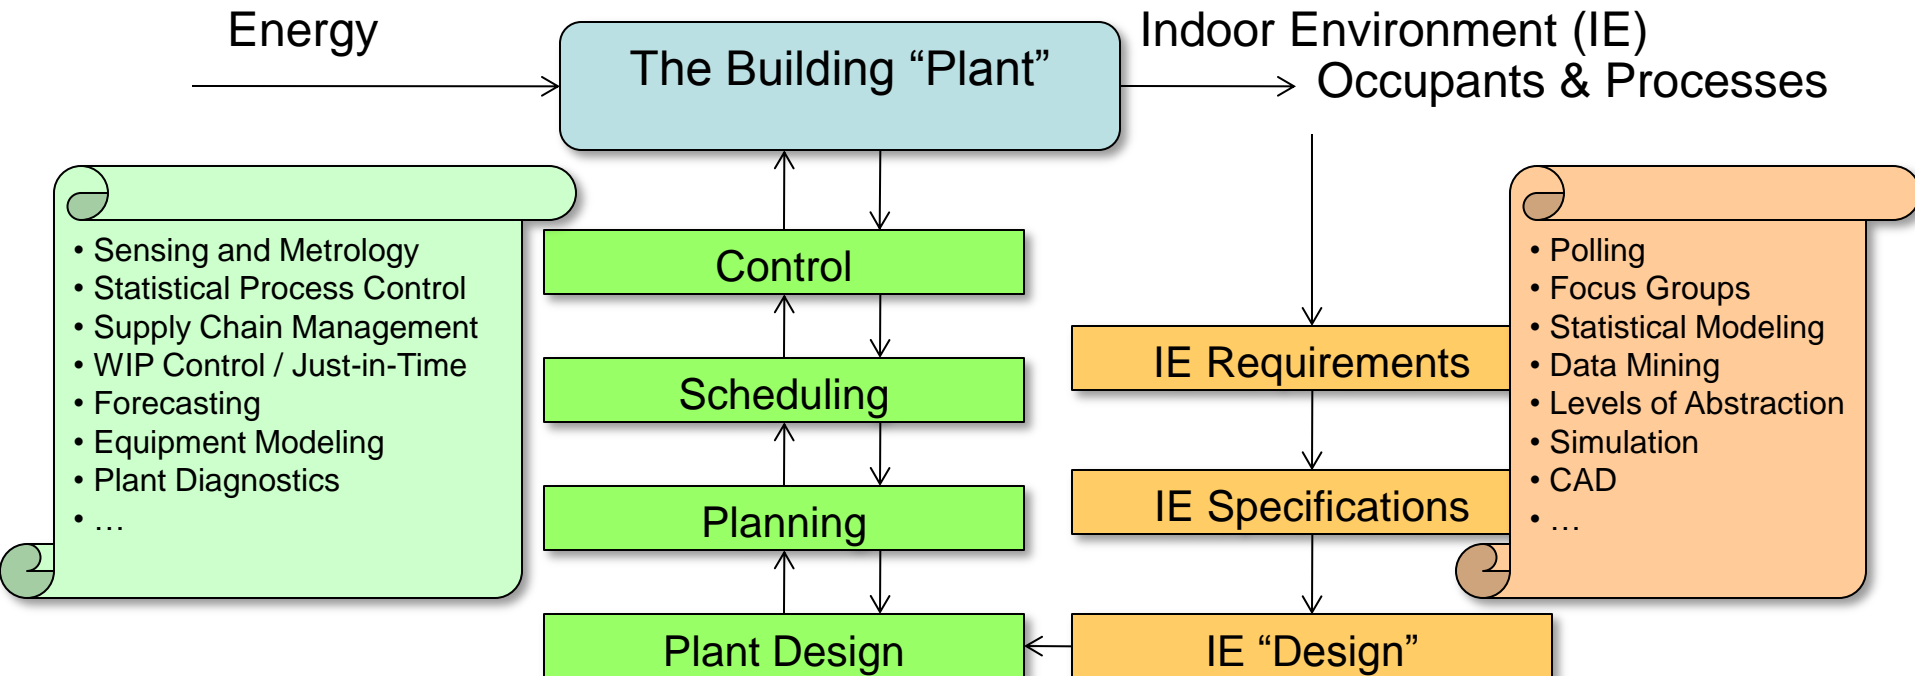 Energy
The Building “Plant”
Indoor Environment (IE)
Occupants & Processes
• Sensing and Metrology
• Statistical Process Control
• Supply Chain Management
• WIP Control / Just-in-Time
• Forecasting
• Equipment Modeling
• Plant Diagnostics
• …
Control
Scheduling
Planning
Plant Design
IE Requirements
IE Specifications
IE “Design”
• Polling
• Focus Groups
• Statistical Modeling
• Data Mining
• Levels of Abstraction
• Simulation
• CAD
• …